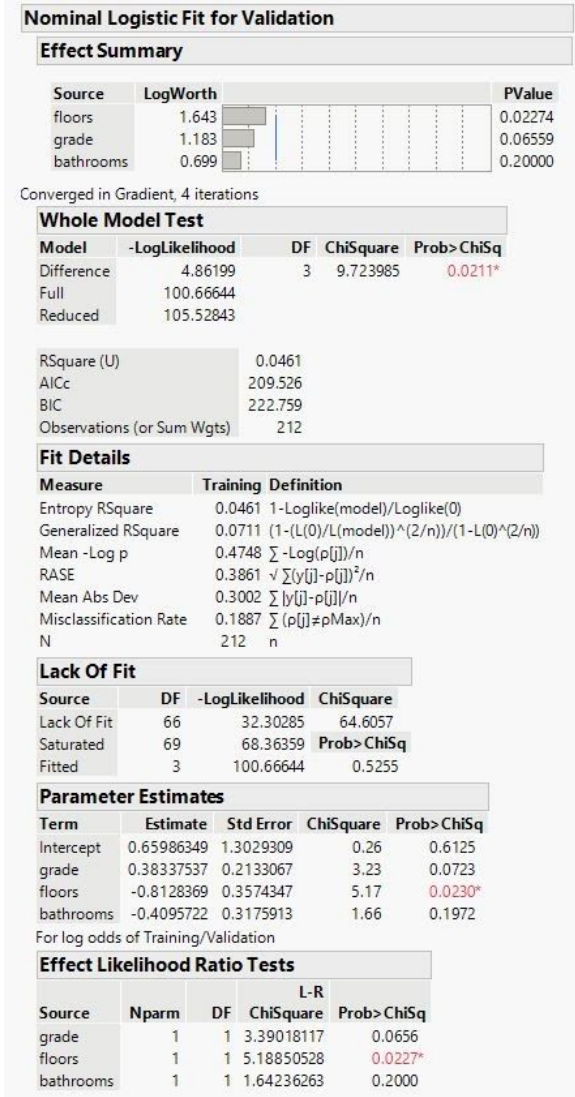 Nominal Logistic Fit for Validation
Effect Summary
Source LogWorth PValue
floors 1.643 0.02274
grade 1.183 0.06559
bathrooms 0.699 0.20000
Converged in Gradient, 4 iterations
Whole Model Test
Model -LogLikelihood DF ChiSquare Prob>ChiSq
Difference 4.86199 3 9.723985 0.0211*
Full 100.66644
Reduced 105.52843
RSquare (U) 0.0461
AICc 209.526
BIC 222.759
Observations (or Sum Wgts) 212
Fit Details
Measure Training Definition
Entropy RSquare 0.0461 1-Loglike(model)/Loglike(0)
Generalized RSquare 0.0711 (1-(L(0)/L(model))^(2/n))/(1-L(0)^(2/n))
Mean -Log p 0.4748 ∑ -Log(ρ[j])/n
RASE 0.3861 √ ∑(y[j]-ρ[j])²/n
Mean Abs Dev 0.3002 ∑ |y[j]-ρ[j]|/n
Misclassification Rate 0.1887 ∑ (ρ[j]≠ρMax)/n
N 212 n
Lack Of Fit
Source DF -LogLikelihood ChiSquare
Lack Of Fit 66 32.30285 64.6057
Saturated 69 68.36359 Prob>ChiSq
Fitted 3 100.66644 0.5255
Parameter Estimates
Term Estimate Std Error ChiSquare Prob>ChiSq
Intercept 0.65986349 1.3029309 0.26 0.6125
grade 0.38337537 0.2133067 3.23 0.0723
floors -0.8128369 0.3574347 5.17 0.0230*
bathrooms -0.4095722 0.3175913 1.66 0.1972
For log odds of Training/Validation
Effect Likelihood Ratio Tests
L-R
Source Nparm DF ChiSquare Prob>ChiSq
grade 1 1 3.39018117 0.0656
floors 1 1 5.18850528 0.0227*
bathrooms 1 1 1.64236263 0.2000